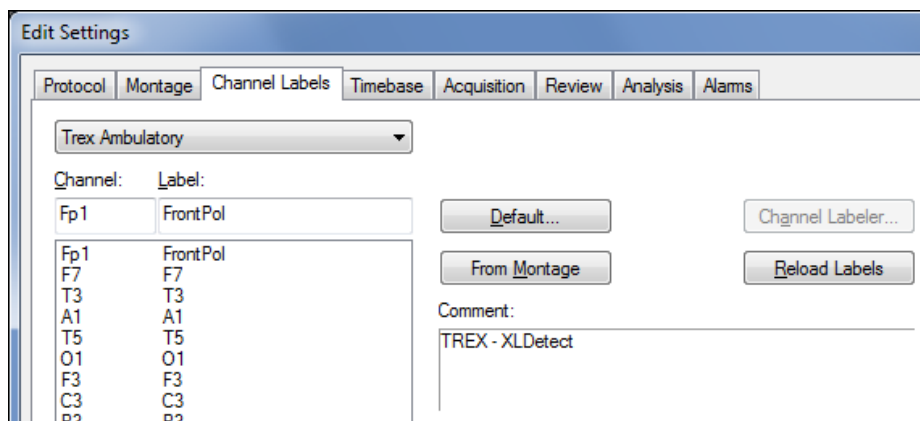 Edit Settings
Protocol Montage Channel Labels Timebase Acquisition Review Analysis Alarms
Trex Ambulatory
Channel: Label:
Fp1 FrontPol Default... Channel Labeler...
Fp1 FrontPol
F7 F7 From Montage Reload Labels
T3 T3
A1 A1 Comment:
T5 T5 TREX - XLDetect
O1 O1
F3 F3
C3 C3